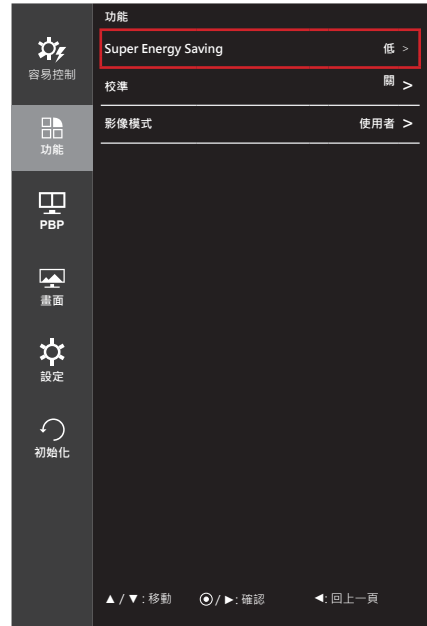 功能
Super Energy Saving 低 >
校準 關 >
影像模式 使用者 >
容易控制
功能
PBP
畫面
設定
初始化
▲ / ▼ : 移動 ⦿ / ► : 確認 ◄: 回上一頁